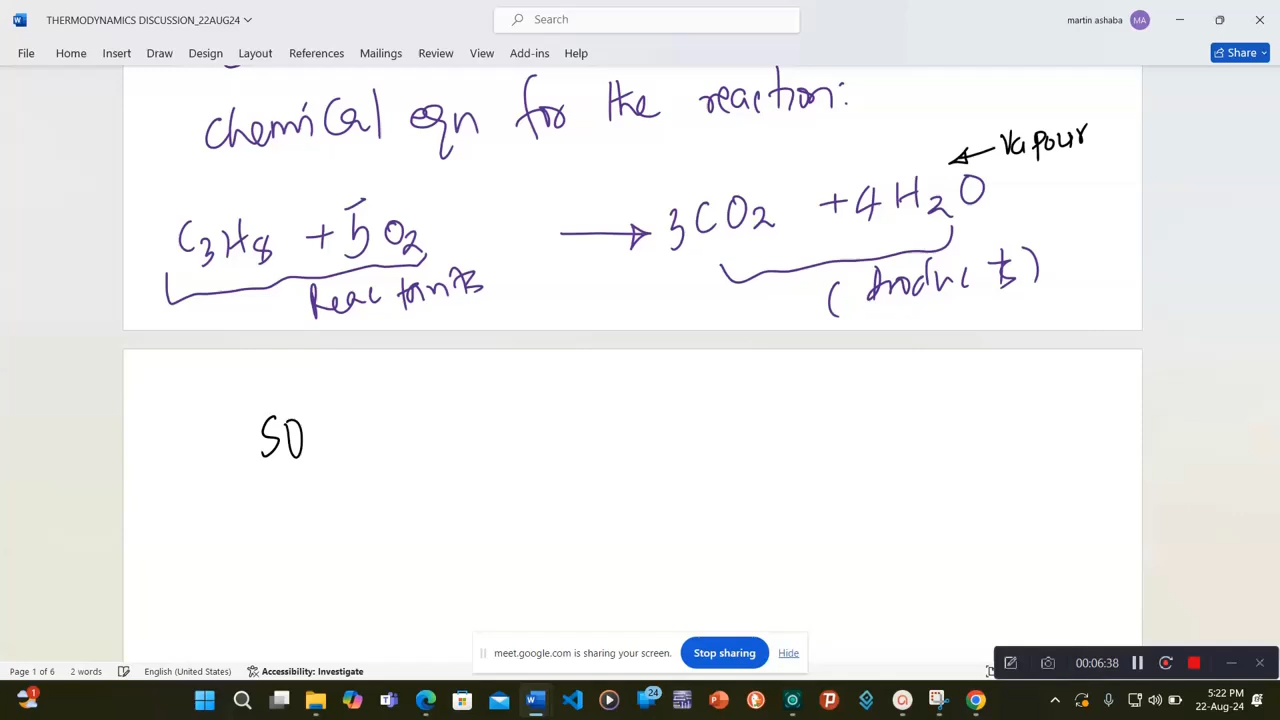 THERMODYNAMICS DISCUSSION_22AUG24
Search
martin ashaba
MA
File Home Insert Draw Design Layout References Mailings Review View Add-ins Help
Share
chemical eqn for the reaction:
Vapour
C3H8 + 5O2 → 3CO2 + 4H2O
Reactants
(products)
SO
meet.google.com is sharing your screen.
Stop sharing
Hide
00:06:38
Page 1 of 6 2 words English (United States) Accessibility: Investigate
1
24
5:22 PM
22-Aug-24